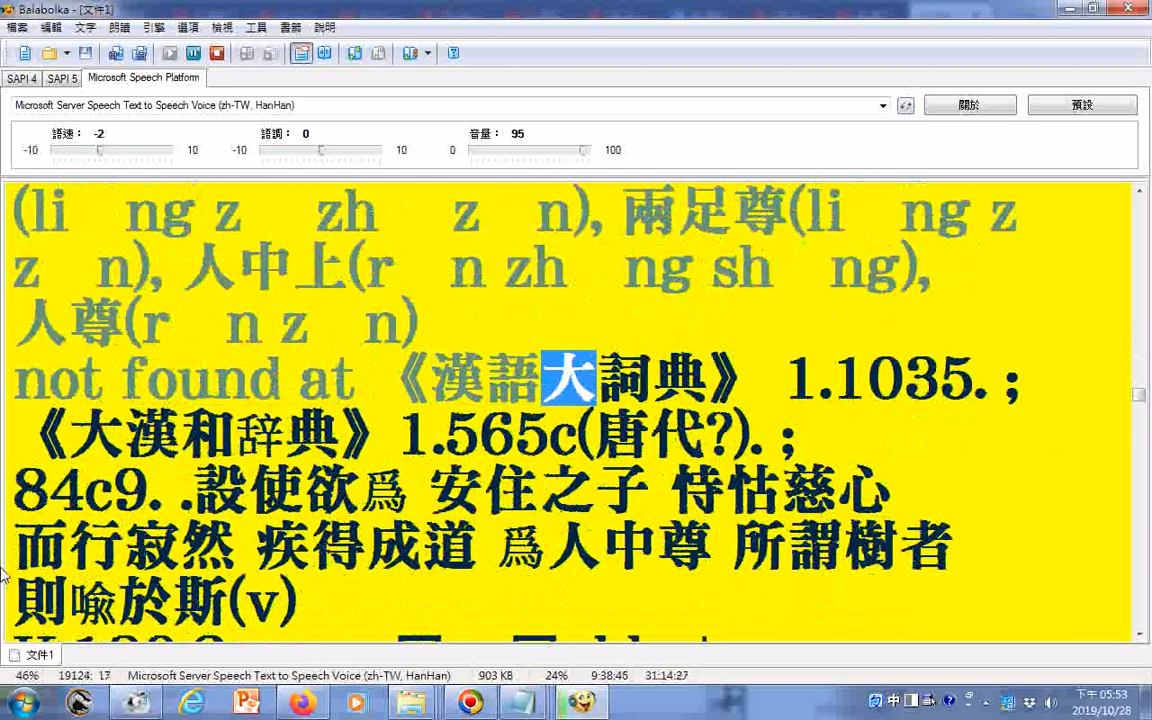 Balabolka - [文件1]
檔案 編輯 文字 朗讀 引擎 選項 檢視 工具 書籤 說明
SAPI 4 SAPI 5 Microsoft Speech Platform
Microsoft Server Speech Text to Speech Voice (zh-TW, HanHan) 關於 預設
語速： -2 語調： 0 音量： 95
-10 10 -10 10 0 100
(li ng z zh z n), 兩足尊(li ng z
z n), 人中上(r n zh ng sh ng),
人尊(r n z n)
not found at 《漢語大詞典》 1.1035. ;
《大漢和辞典》 1.565c(唐代?). ;
84c9. .設使欲爲 安住之子 恃怙慈心
而行寂然 疾得成道 爲人中尊 所謂樹者
則喩於斯(v)
文件1
46% 19124: 17 Microsoft Server Speech Text to Speech Voice (zh-TW, HanHan) 903 KB 24% 9:38:45 31:14:27
中 下午 05:53
2019/10/28